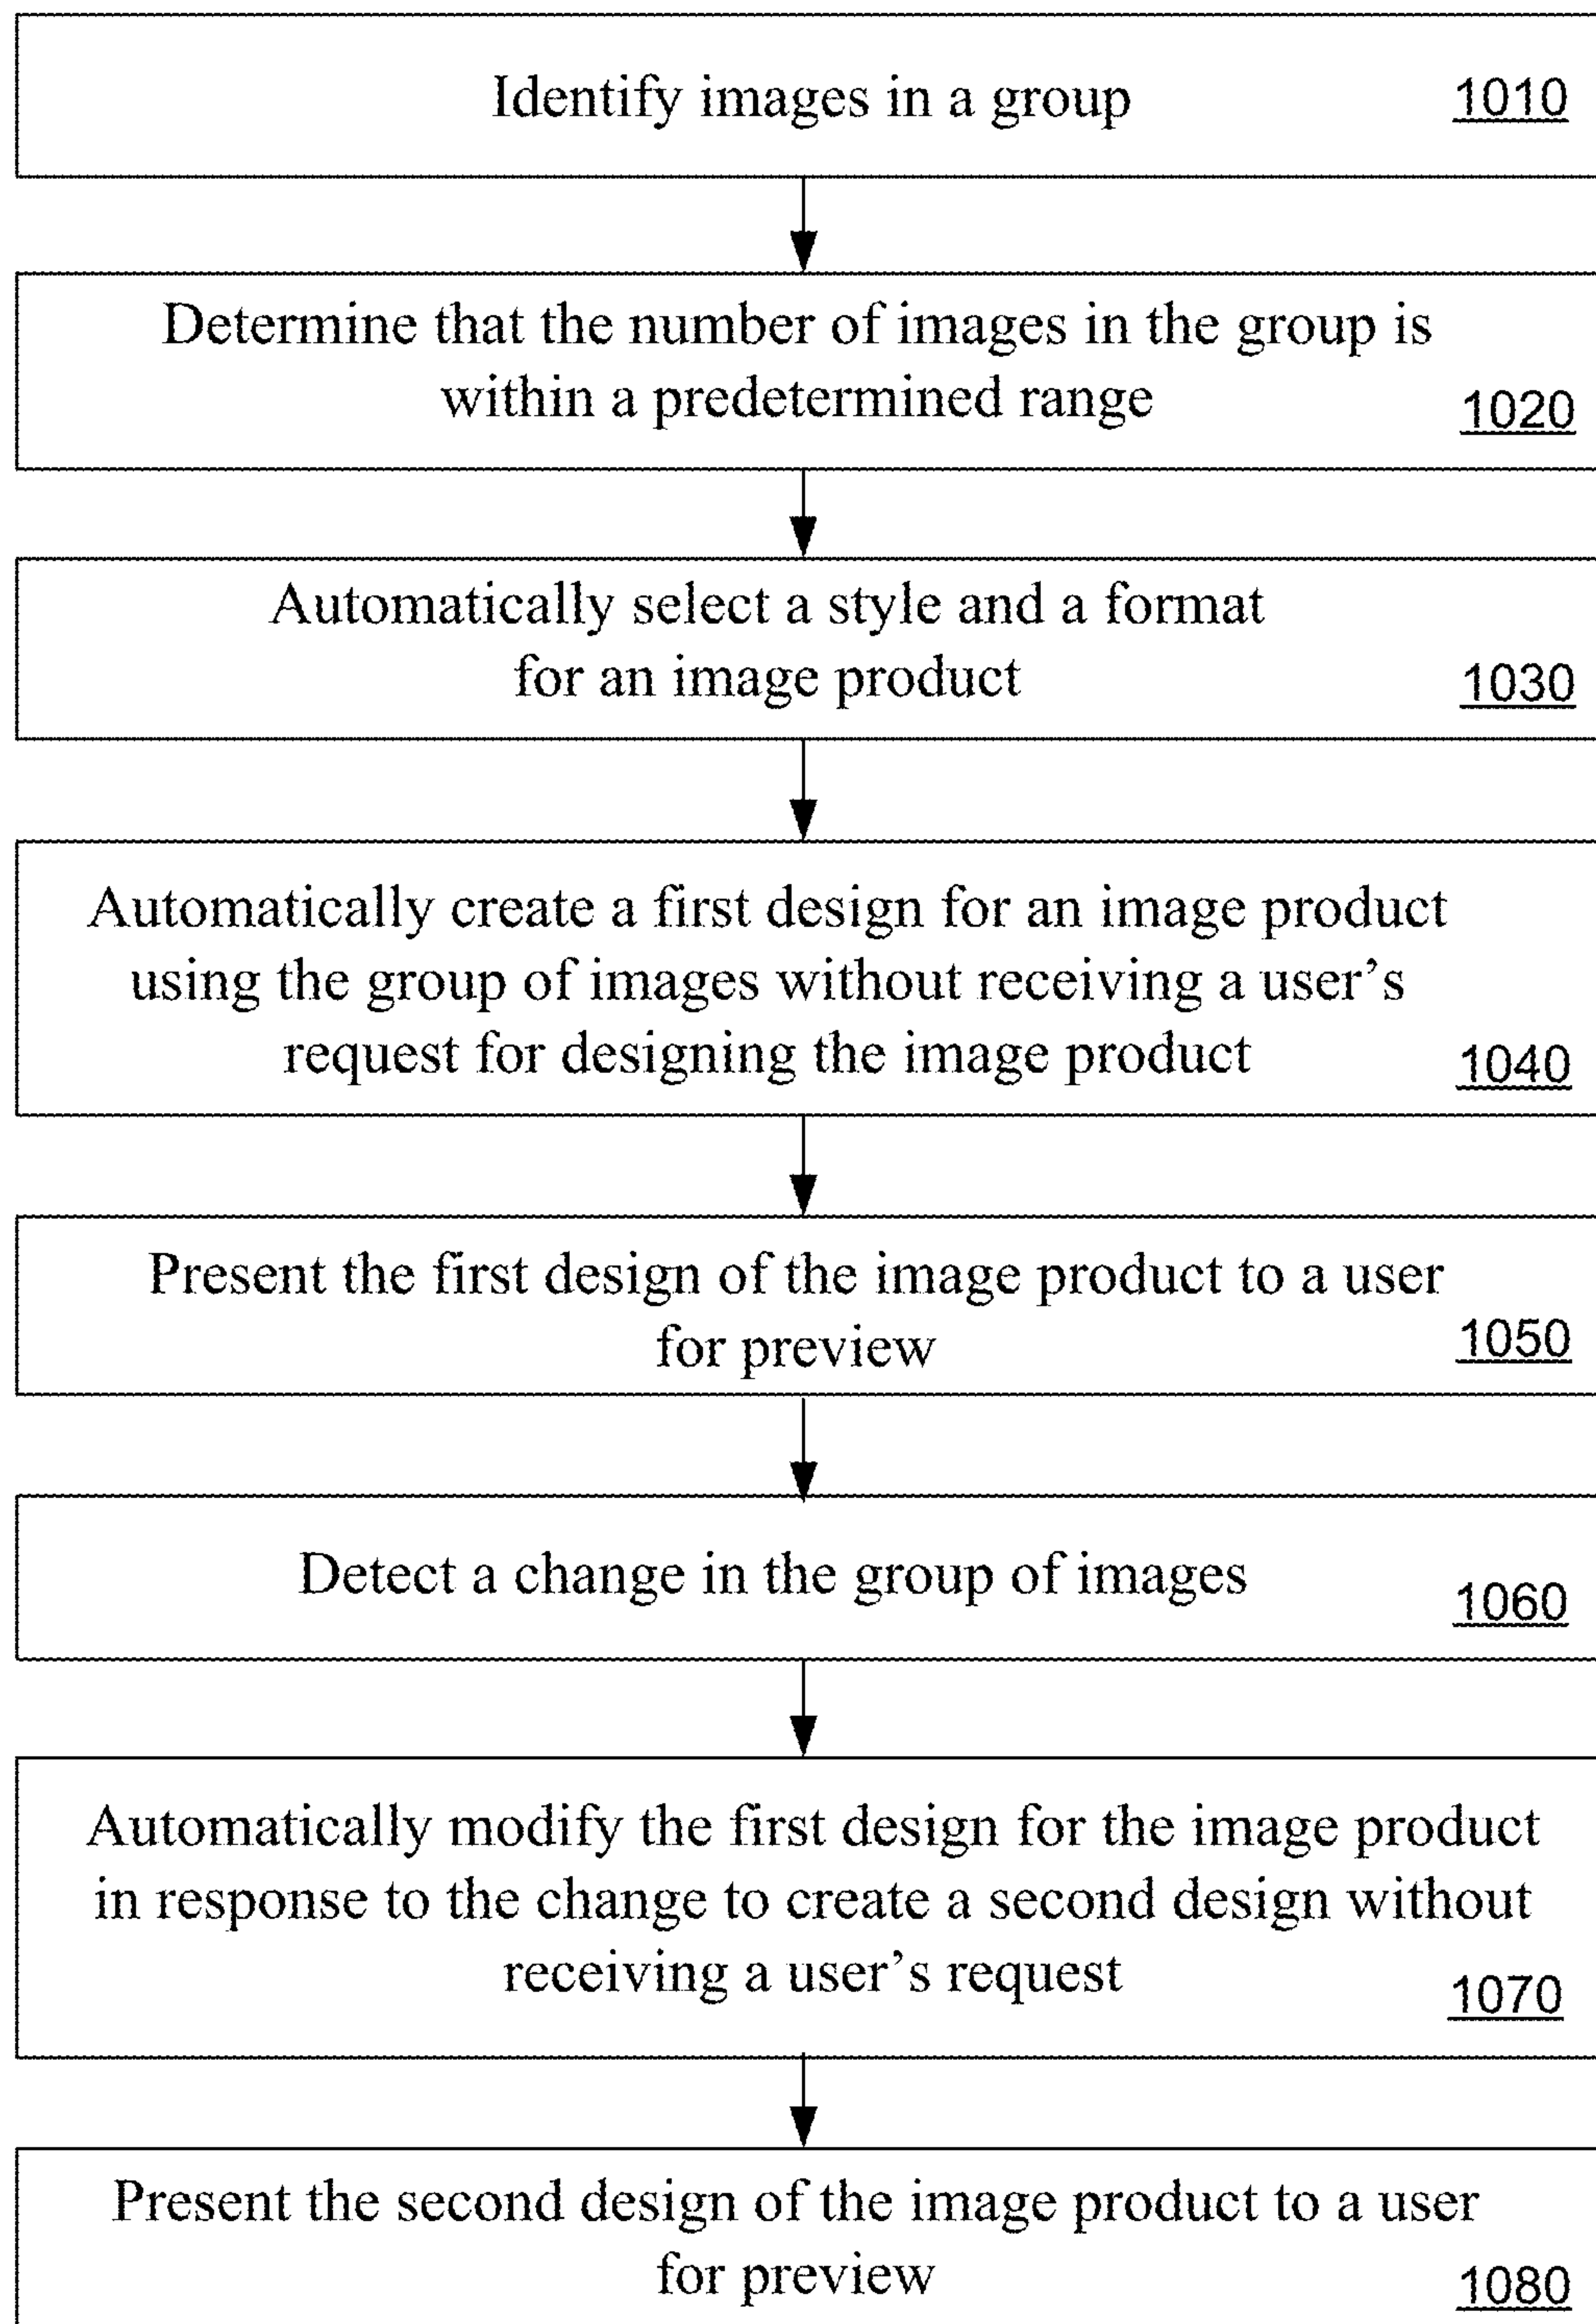 Identify images in a group
1010
Determine that the number of images in the group is
within a predetermined range
1020
Automatically select a style and a format
for an image product
1030
Automatically create a first design for an image product
using the group of images without receiving a user’s
request for designing the image product
1040
Present the first design of the image product to a user
for preview
1050
Detect a change in the group of images
1060
Automatically modify the first design for the image product
in response to the change to create a second design without
receiving a user’s request
1070
Present the second design of the image product to a user
for preview
1080